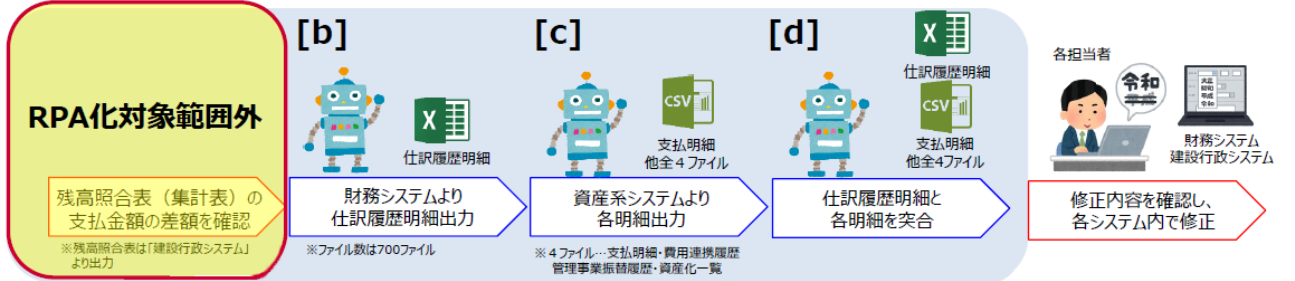 RPA化対象範囲外
残高照合表（集計表）の
支払金額の差額を確認
※残高照合表は「建設行政システム」
より出力
[b]
X
仕訳履歴明細
財務システムより
仕訳履歴明細出力
※ファイル数は700ファイル
[c]
CSV
支払明細
他全４ファイル
資産系システムより
各明細出力
※４ファイル…支払明細・費用連携履歴
管理事業振替履歴・資産化一覧
[d]
X
仕訳履歴明細
CSV
支払明細
他全4ファイル
仕訳履歴明細と
各明細を突合
各担当者
令和
大正
昭和
平成
令和
財務システム
建設行政システム
修正内容を確認し、
各システム内で修正